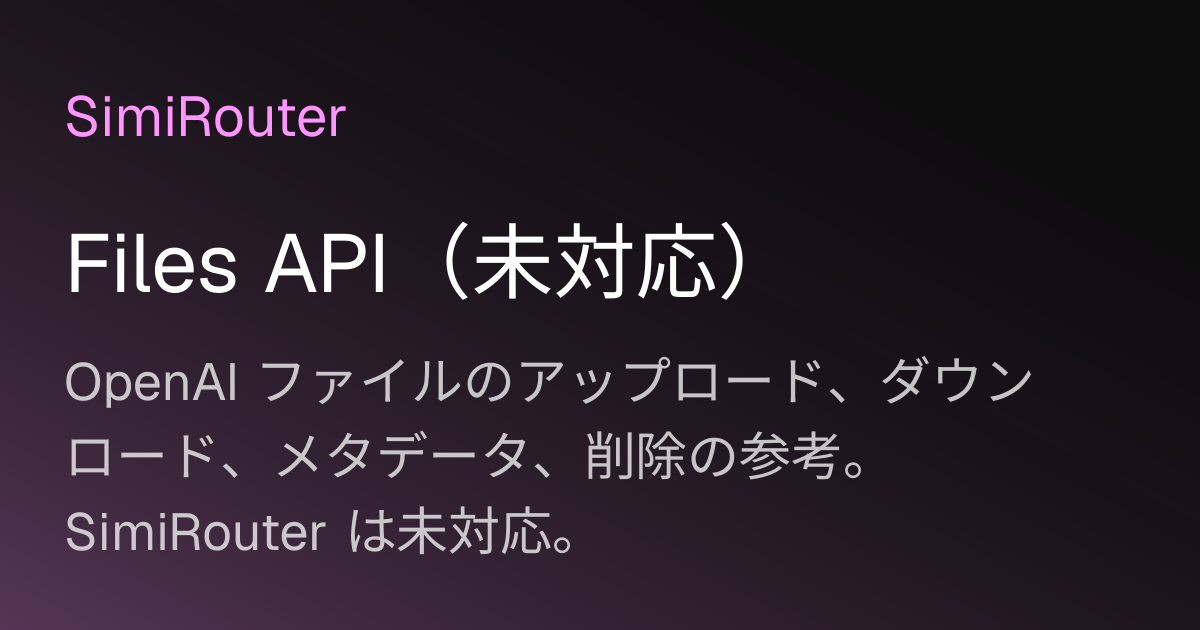 SimiRouter
Files API（未対応）
OpenAI ファイルのアップロード、ダウン
ロード、メタデータ、削除の参考。
SimiRouter は未対応。